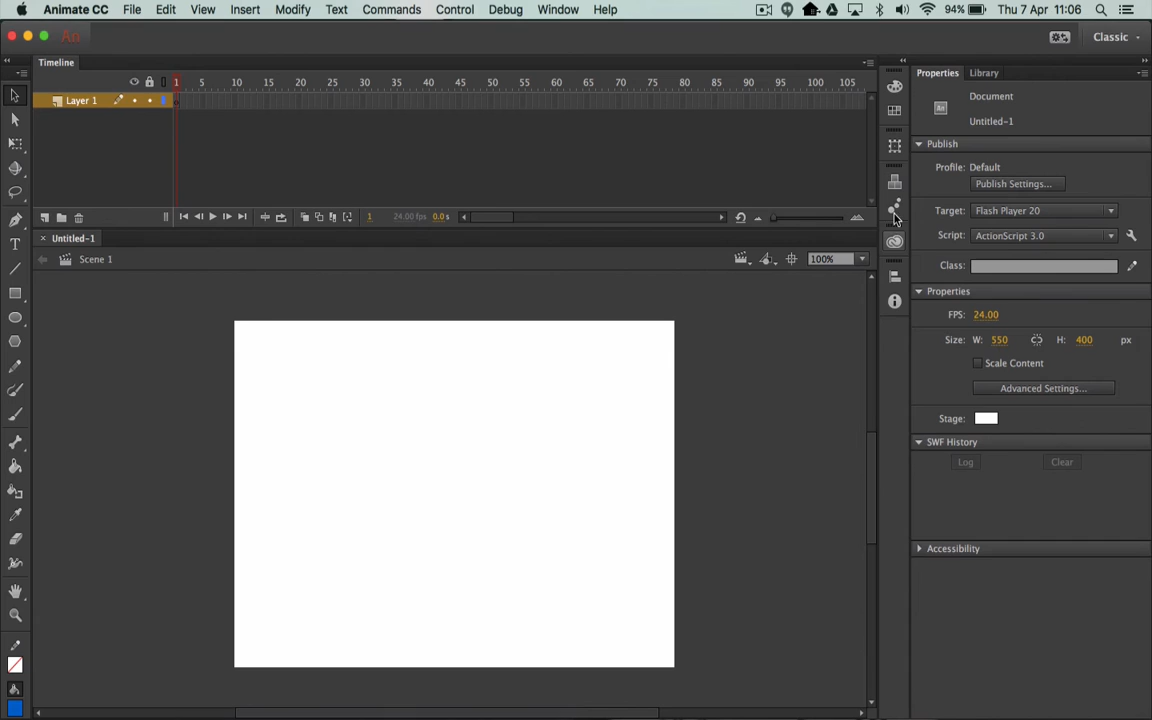 Animate CC File Edit View Insert Modify Text Commands Control Debug Window Help 94% Thu 7 Apr 11:06
An Classic
Timeline
1 5 10 15 20 25 30 35 40 45 50 55 60 65 70 75 80 85 90 95 100 105
Layer 1
1 24.00 fps 0.0 s
Untitled-1
Scene 1 100%
Properties Library
An Document
Untitled-1
Publish
Profile: Default
Publish Settings...
Target: Flash Player 20
Script: ActionScript 3.0
Class:
Properties
FPS: 24.00
Size: W: 550 H: 400 px
Scale Content
Advanced Settings...
Stage:
SWF History
Log Clear
Accessibility